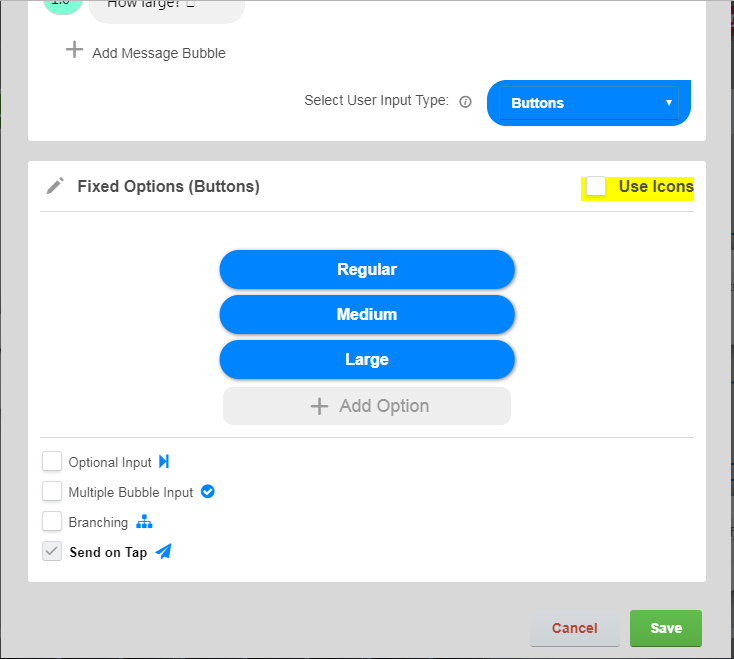 How large?
Add Message Bubble
Select User Input Type:
Buttons
Fixed Options (Buttons)
Use Icons
Regular
Medium
Large
Add Option
Optional Input
Multiple Bubble Input
Branching
Send on Tap
Cancel
Save